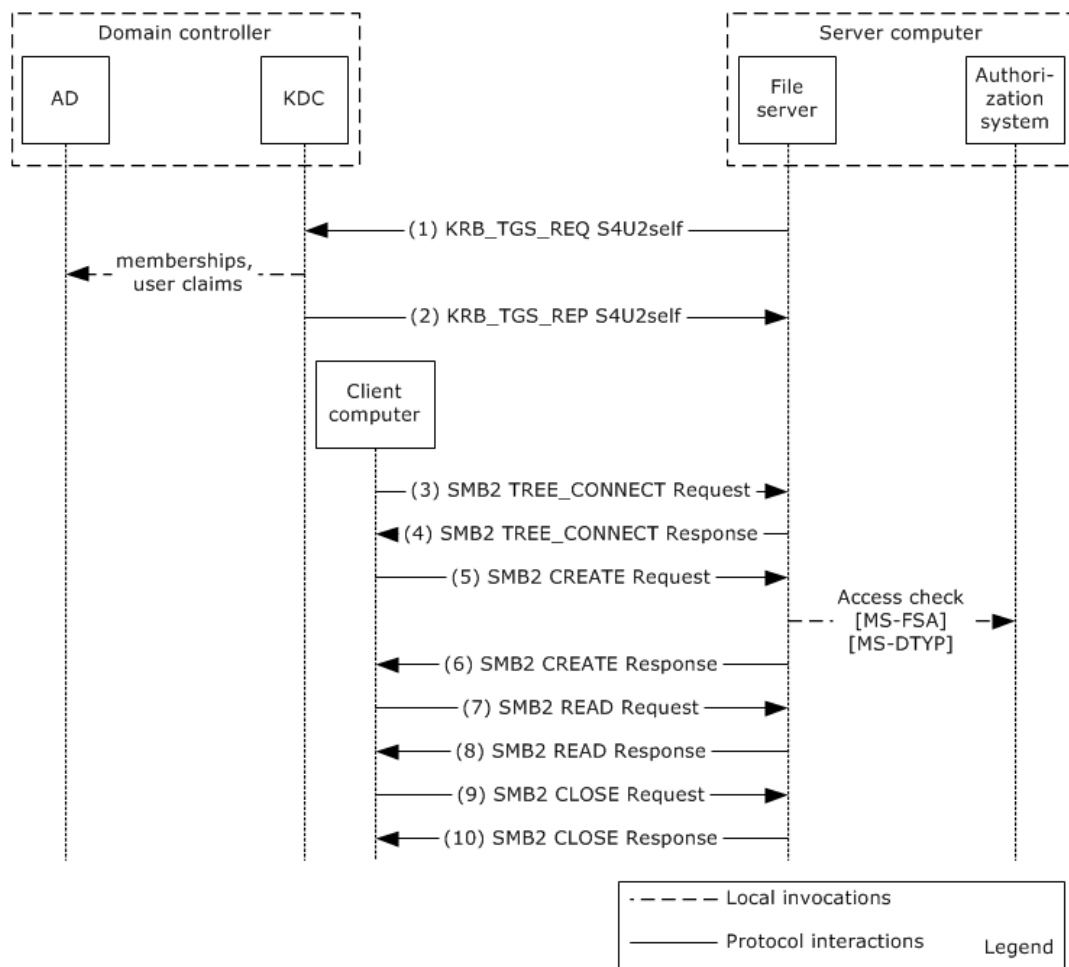 Domain controller
Server computer
AD
KDC
File
server
Authori-
zation
system
(1) KRB_TGS_REQ S4U2self
memberships,
user claims
(2) KRB_TGS_REP S4U2self
Client
computer
(3) SMB2 TREE_CONNECT Request
(4) SMB2 TREE_CONNECT Response
(5) SMB2 CREATE Request
Access check
[MS-FSA]
[MS-DTYP]
(6) SMB2 CREATE Response
(7) SMB2 READ Request
(8) SMB2 READ Response
(9) SMB2 CLOSE Request
(10) SMB2 CLOSE Response
Local invocations
Protocol interactions
Legend